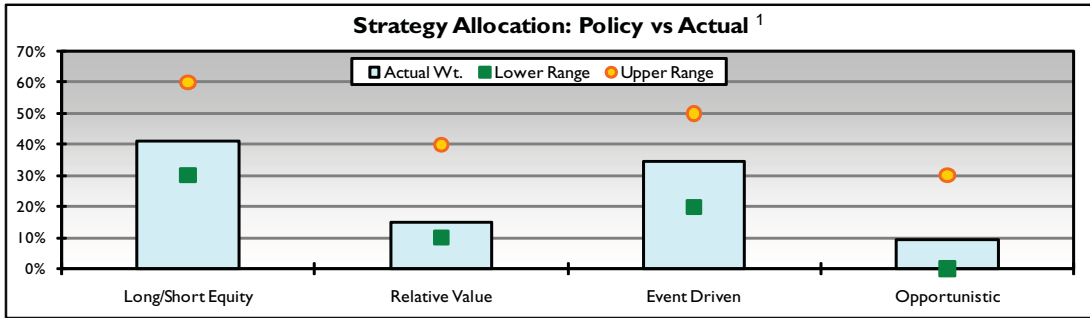 Strategy Allocation: Policy vs Actual 1
70%
Actual Wt. Lower Range Upper Range
60%
50%
40%
30%
20%
10%
0%
Long/Short Equity Relative Value Event Driven Opportunistic